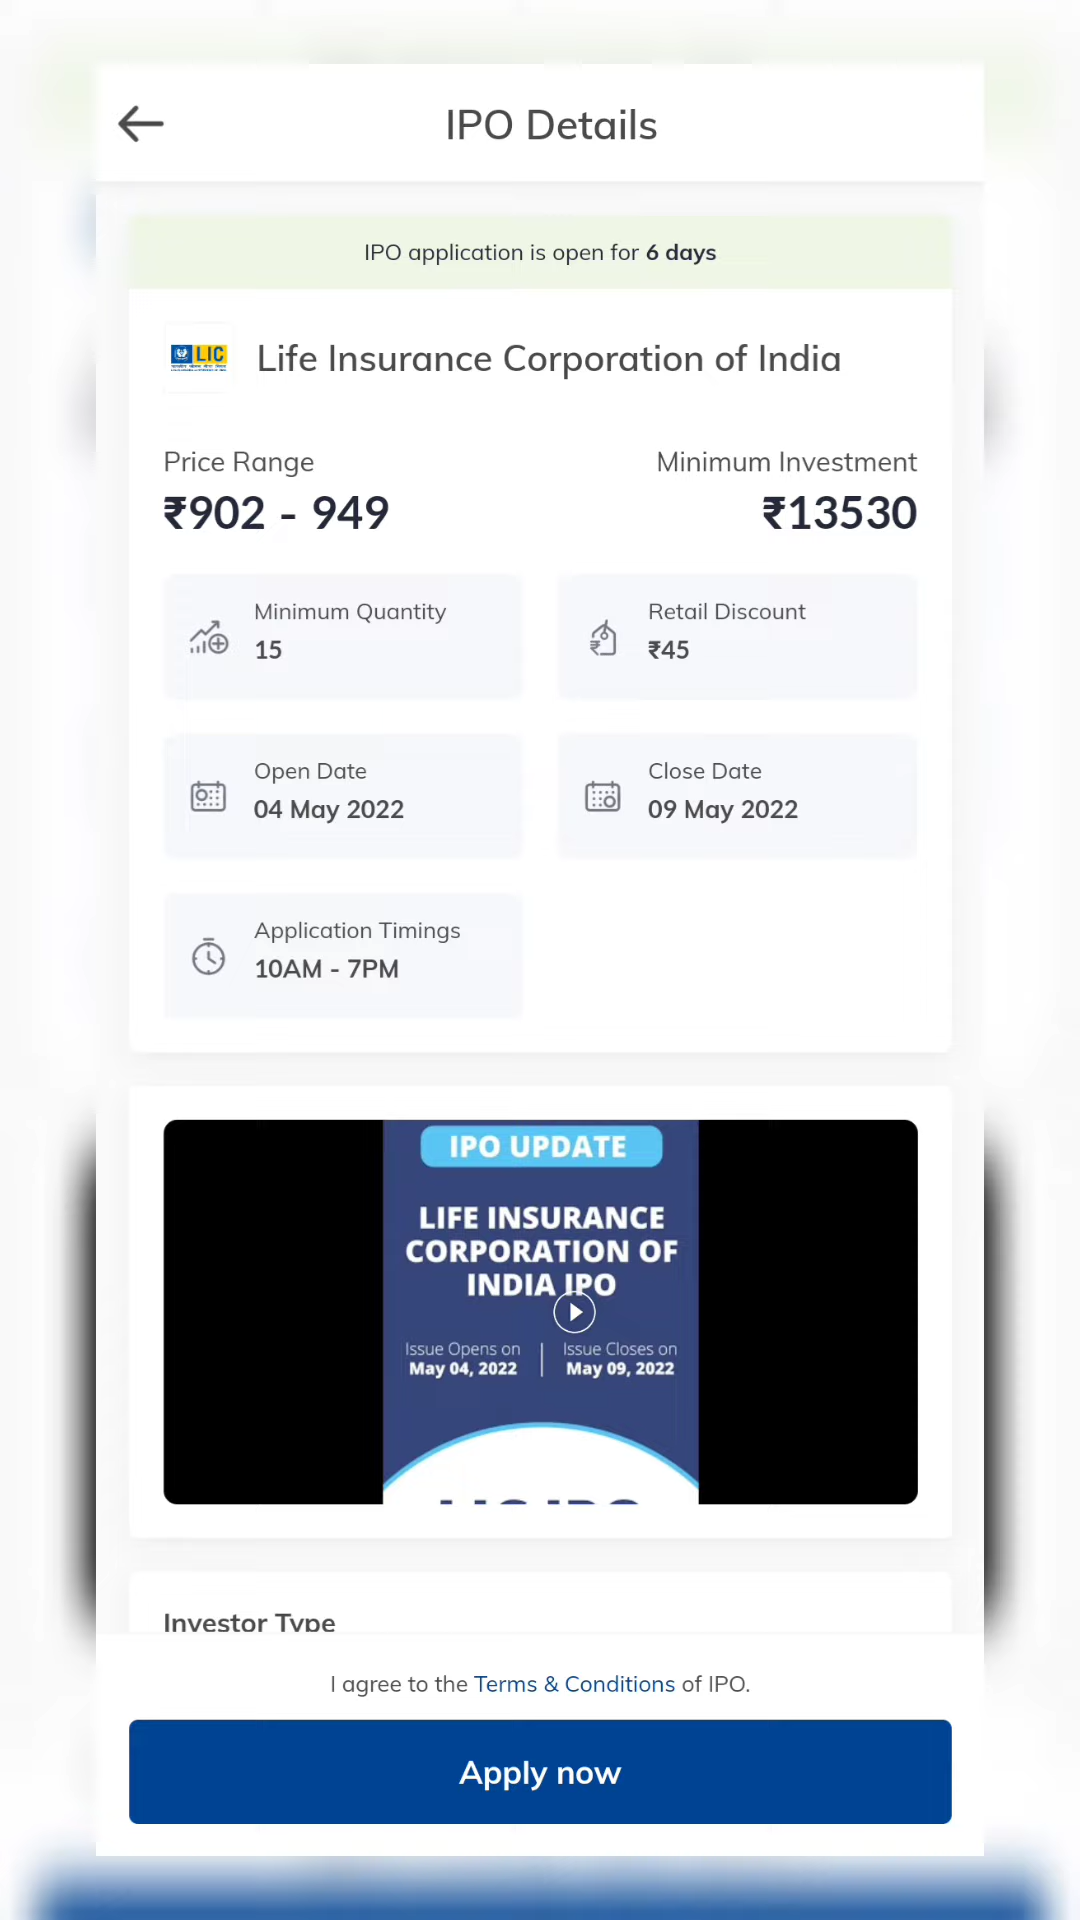 IPO Details
IPO application is open for 6 days
LIC
Life Insurance Corporation of India
Price Range
Minimum Investment
₹902 - 949
₹13530
Minimum Quantity
15
Retail Discount
₹45
Open Date
04 May 2022
Close Date
09 May 2022
Application Timings
10AM - 7PM
IPO UPDATE
LIFE INSURANCE
CORPORATION OF
INDIA IPO
Issue Opens on
May 04, 2022
Issue Closes on
May 09, 2022
Investor Type
I agree to the Terms & Conditions of IPO.
Apply now